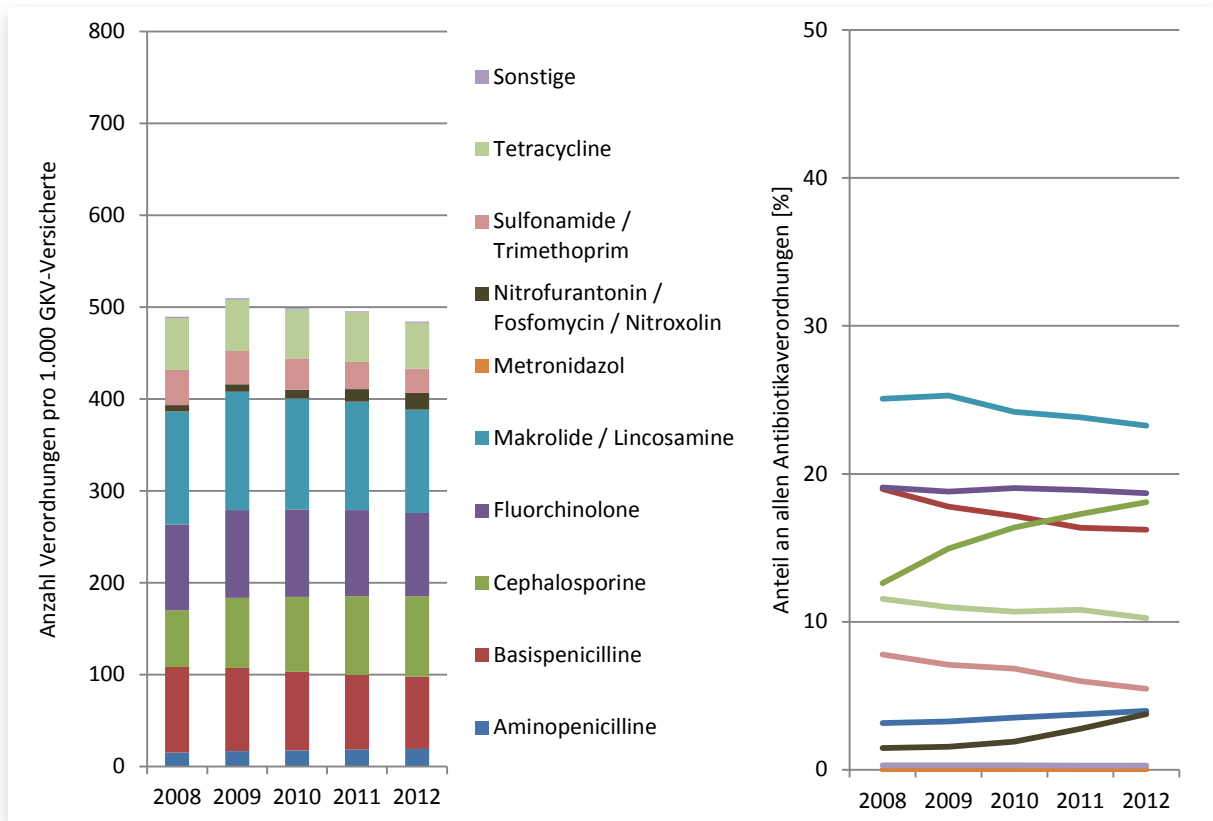 Anzahl Verordnungen pro 1.000 GKV-Versicherte
800
700
600
500
400
300
200
100
0
2008 2009 2010 2011 2012
Sonstige
Tetracycline
Sulfonamide /
Trimethoprim
Nitrofurantonin /
Fosfomycin / Nitroxolin
Metronidazol
Makrolide / Lincosamine
Fluorchinolone
Cephalosporine
Basispenicilline
Aminopenicilline
Anteil an allen Antibiotikaverordnungen [%]
50
40
30
20
10
0
2008 2009 2010 2011 2012